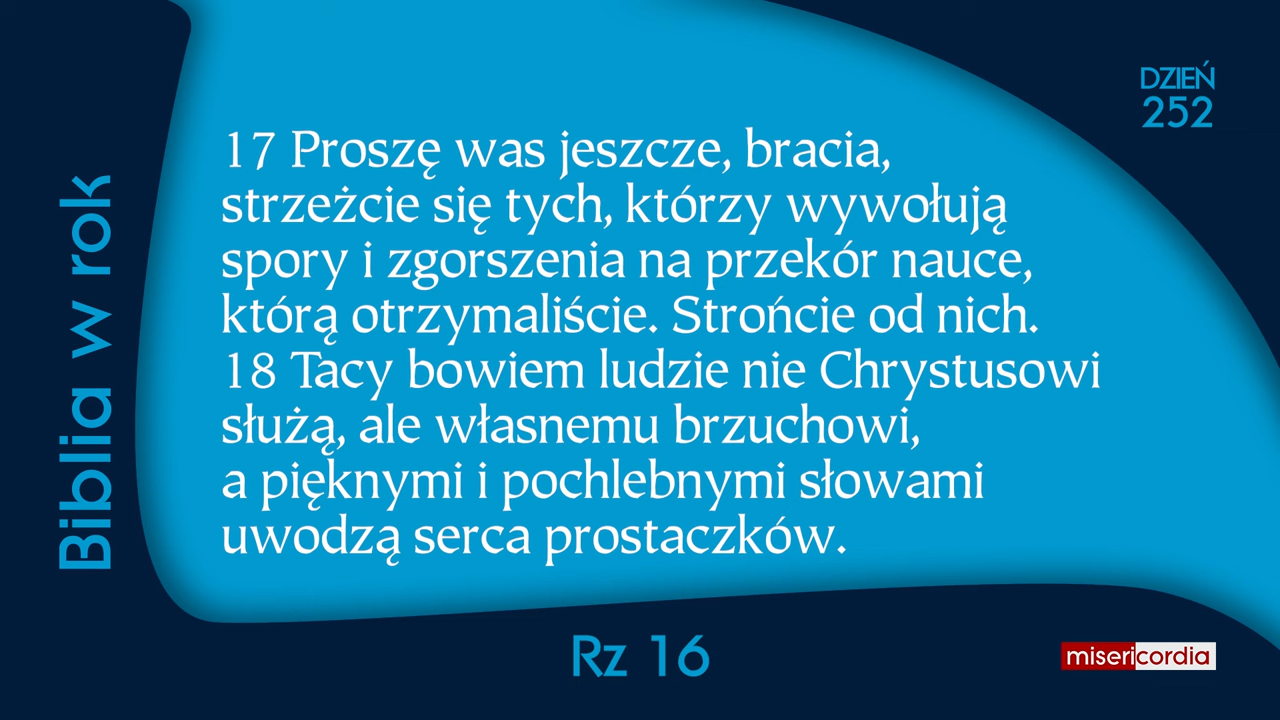 DZIEŃ
252
17 Proszę was jeszcze, bracia,
strzeżcie się tych, którzy wywołują
spory i zgorszenia na przekór nauce,
którą otrzymaliście. Strońcie od nich.
18 Tacy bowiem ludzie nie Chrystusowi
służą, ale własnemu brzuchowi,
a pięknymi i pochlebnymi słowami
uwodzą serca prostaczków.
Biblia w rok
Rz 16
misericordia